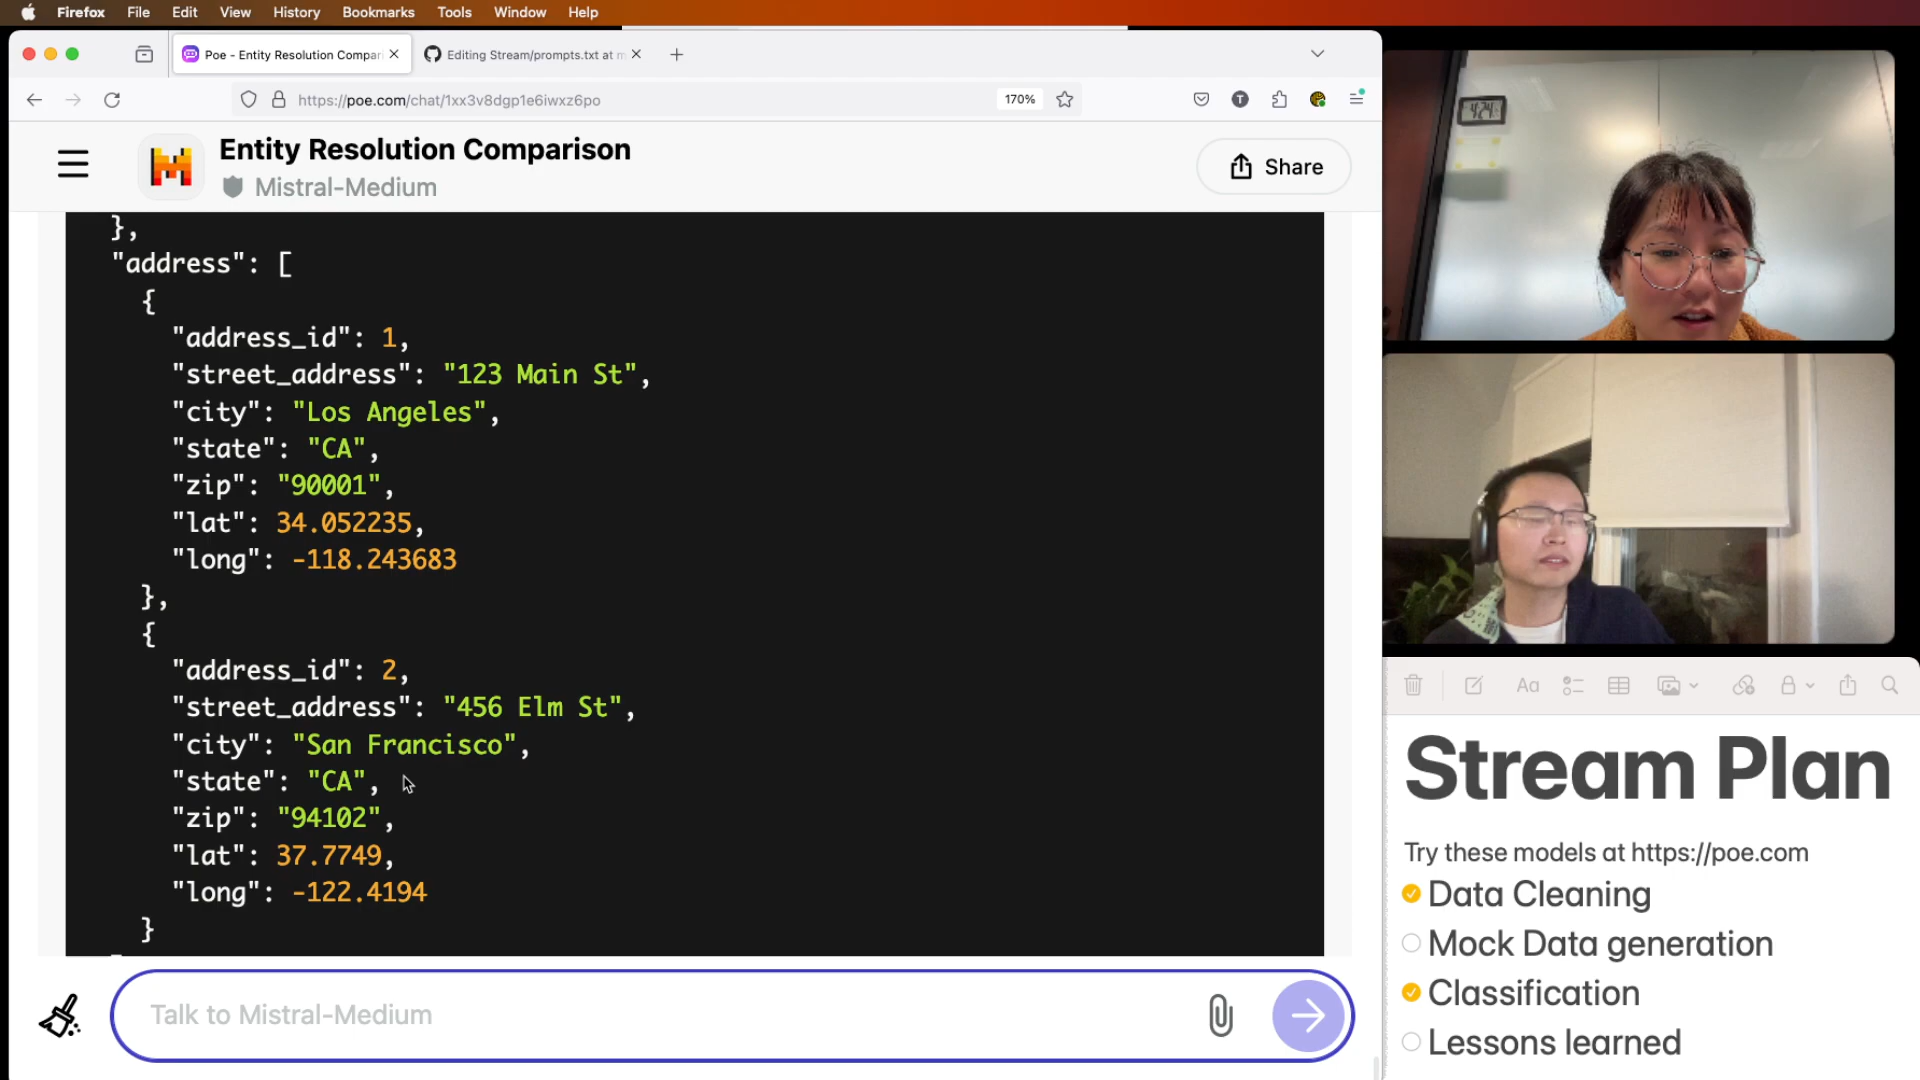 Firefox File Edit View History Bookmarks Tools Window Help
Poe - Entity Resolution Compar
Editing Stream/prompts.txt at m
https://poe.com/chat/1xx3v8dgp1e6iwxz6po
170%
T
Entity Resolution Comparison
Mistral-Medium
Share
},
"address": [
{
"address_id": 1,
"street_address": "123 Main St",
"city": "Los Angeles",
"state": "CA",
"zip": "90001",
"lat": 34.052235,
"long": -118.243683
},
{
"address_id": 2,
"street_address": "456 Elm St",
"city": "San Francisco",
"state": "CA",
"zip": "94102",
"lat": 37.7749,
"long": -122.4194
}
Talk to Mistral-Medium
4:24
Aa
Stream Plan
Try these models at https://poe.com
Data Cleaning
Mock Data generation
Classification
Lessons learned